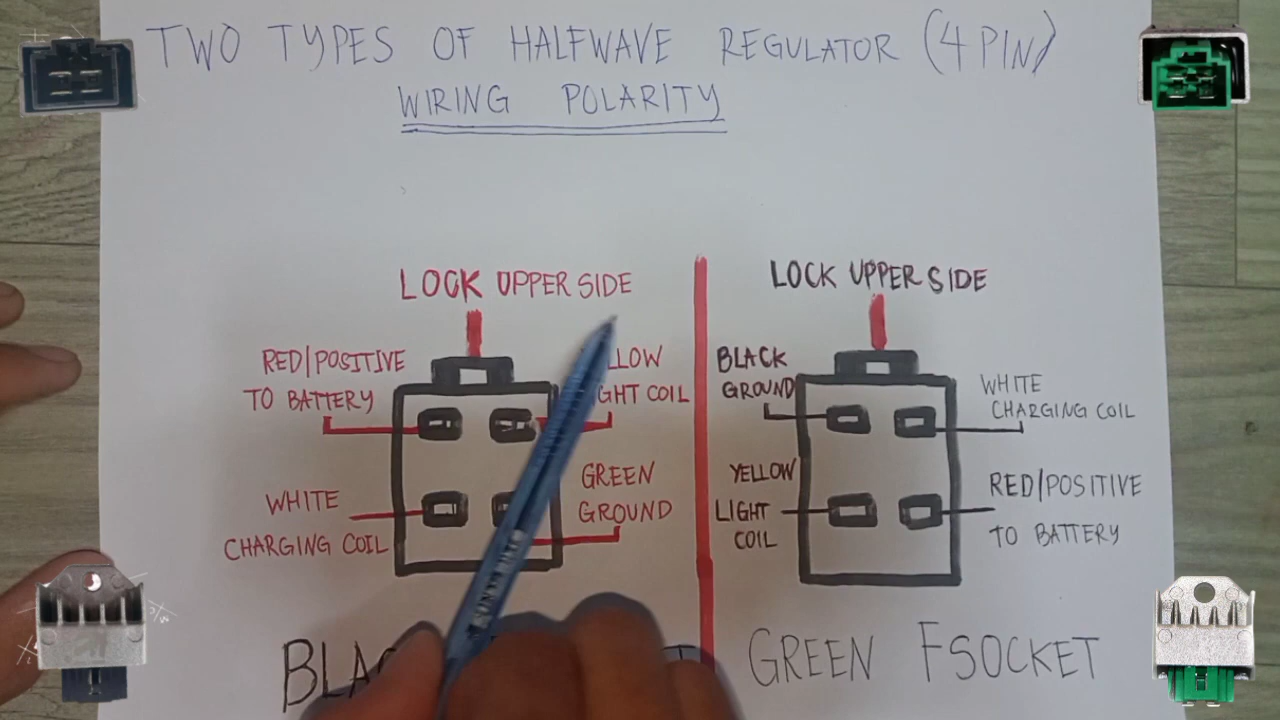 TWO TYPES OF HALFWAVE REGULATOR (4 PIN)
WIRING POLARITY
LOCK UPPER SIDE
RED/POSITIVE
TO BATTERY
LLOW
GHT COIL
WHITE
CHARGING COIL
GREEN
GROUND
BLAC
LOCK UPPER SIDE
BLACK
GROUND
WHITE
CHARGING COIL
YELLOW
LIGHT
COIL
RED/POSITIVE
TO BATTERY
GREEN FSOCKET